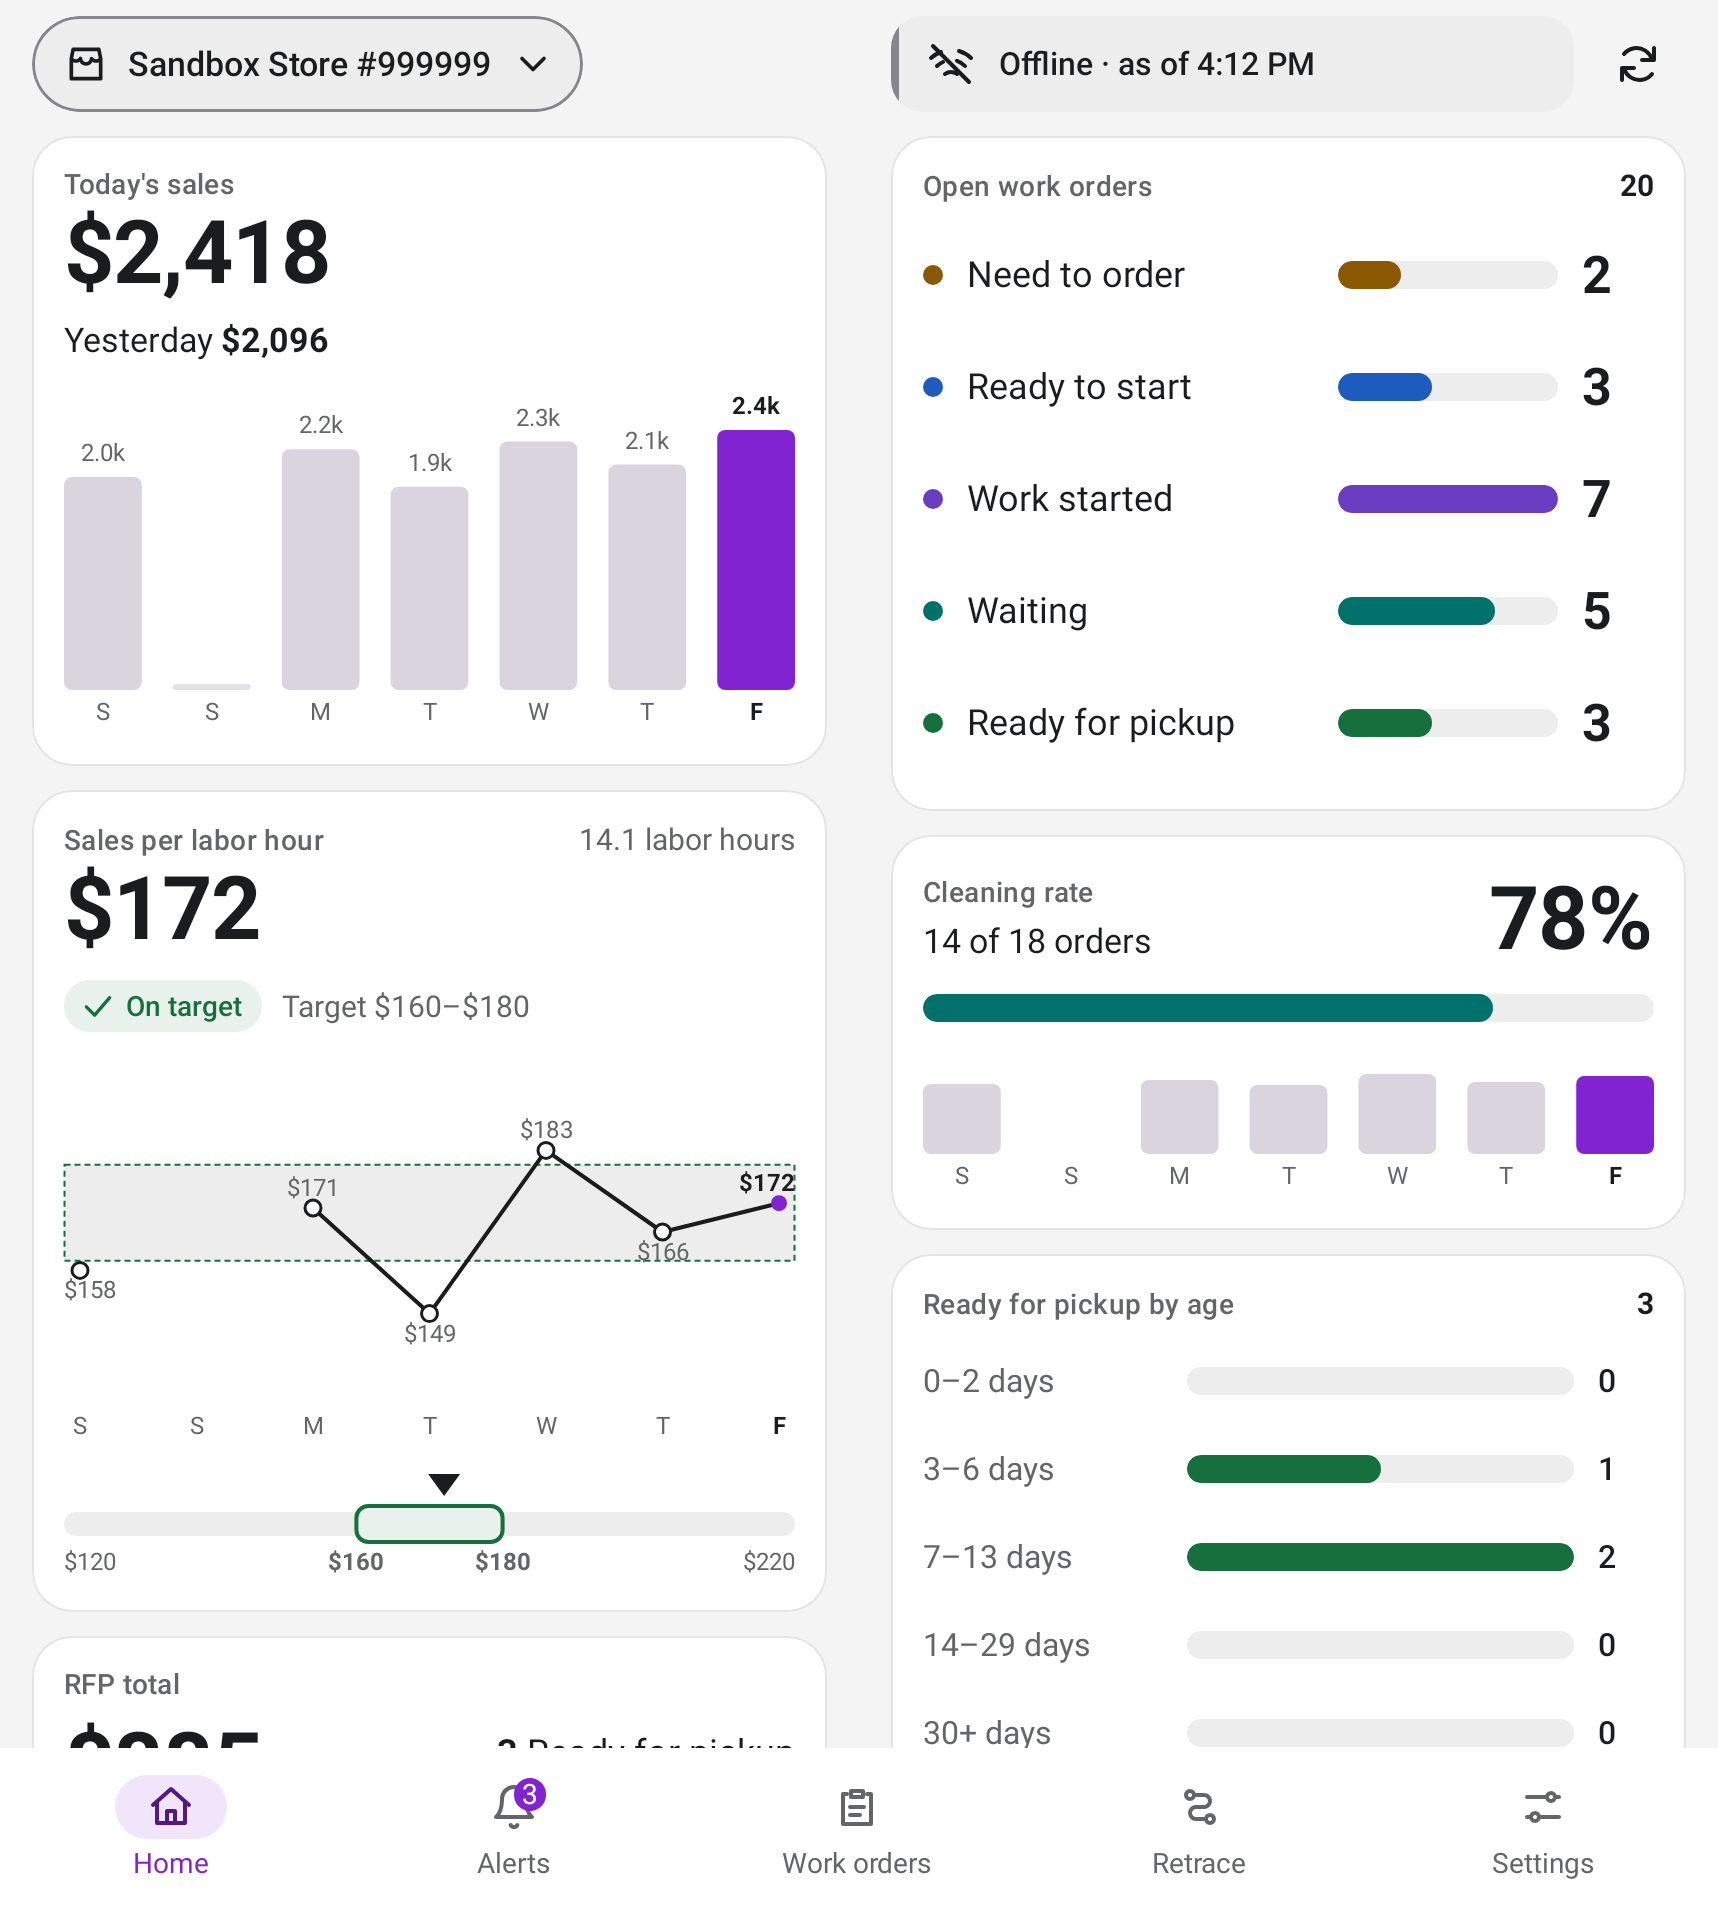 Sandbox Store #999999
Offline · as of 4:12 PM
Today's sales
$2,418
Yesterday $2,096
2.0k
2.2k
1.9k
2.3k
2.1k
2.4k
S S M T W T F
Sales per labor hour
14.1 labor hours
$172
On target
Target $160–$180
$158
$171
$149
$183
$166
$172
S S M T W T F
$120 $160 $180 $220
RFP total
3 Ready for pickup
Open work orders 20
Need to order 2
Ready to start 3
Work started 7
Waiting 5
Ready for pickup 3
Cleaning rate
14 of 18 orders
78%
S S M T W T F
Ready for pickup by age 3
0–2 days 0
3–6 days 1
7–13 days 2
14–29 days 0
30+ days 0
Home
3
Alerts
Work orders
Retrace
Settings